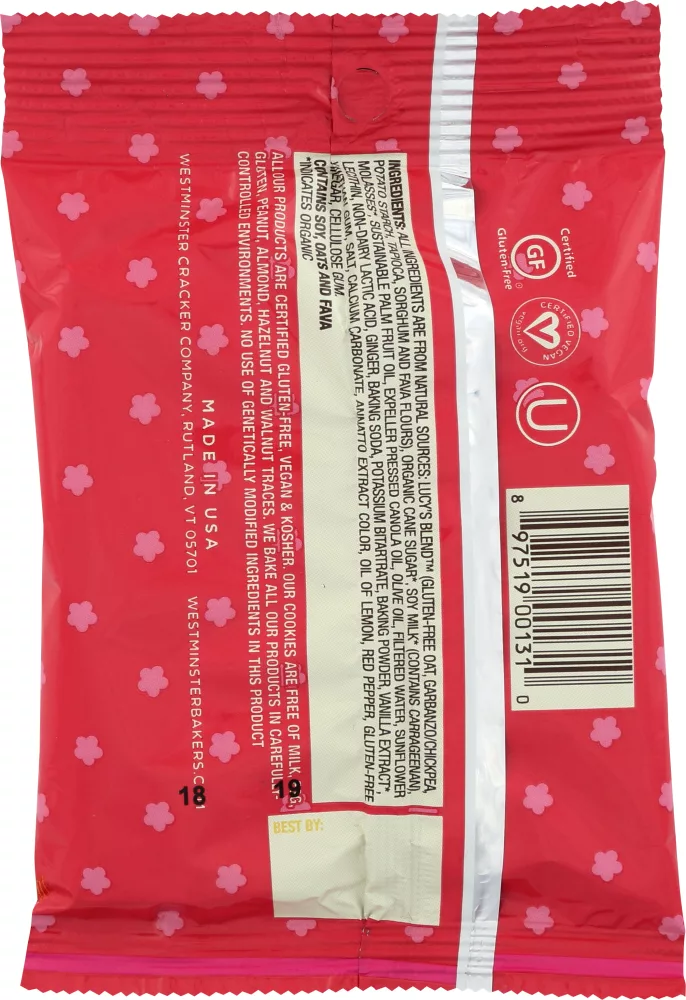 Certified
GF
Gluten-Free
CERTIFIED VEGAN
U
8 97519 00131 0
INGREDIENTS: ALL INGREDIENTS ARE FROM NATURAL SOURCES: LUCY'S BLEND™ (GLUTEN-FREE OAT, GARBANZO/CHICKPEA,
POTATO STARCH, TAPIOCA, SORGHUM AND FAVA FLOURS), ORGANIC CANE SUGAR*, SOY MILK* (CONTAINS CARRAGEENAN),
MOLASSES*, SUSTAINABLE PALM FRUIT OIL, EXPELLER PRESSED CANOLA OIL, OLIVE OIL, FILTERED WATER, SUNFLOWER
LECITHIN, NON-DAIRY LACTIC ACID, GINGER, BAKING SODA, POTASSIUM BITARTRATE, BAKING POWDER, VANILLA EXTRACT*,
GUM, SALT, CALCIUM CARBONATE, ANNATTO EXTRACT COLOR, OIL OF LEMON, RED PEPPER, GLUTEN-FREE
VINEGAR, CELLULOSE GUM.
CONTAINS SOY, OATS AND FAVA
*INDICATES ORGANIC
ALL OUR PRODUCTS ARE CERTIFIED GLUTEN-FREE, VEGAN & KOSHER. OUR COOKIES ARE FREE OF MILK,
GLUTEN, PEANUT, ALMOND, HAZELNUT AND WALNUT TRACES. WE BAKE ALL OUR PRODUCTS IN CAREFULLY-
CONTROLLED ENVIRONMENTS. NO USE OF GENETICALLY MODIFIED INGREDIENTS IN THIS PRODUCT
MADE IN USA
WESTMINSTER CRACKER COMPANY, RUTLAND, VT 05701 WESTMINSTERBAKERS.C
BEST BY:
19
18